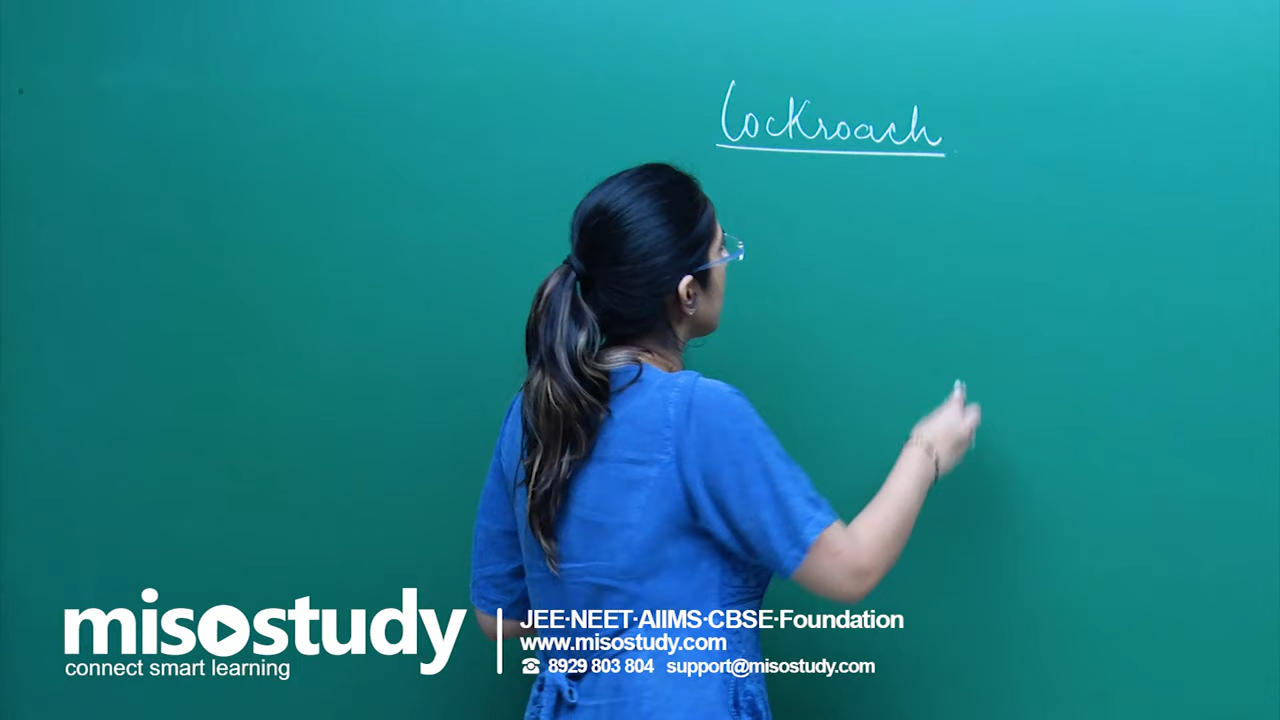 Cockroach
misostudy
connect smart learning
JEE·NEET·AIIMS·CBSE·Foundation
www.misostudy.com
☎ 8929 803 804 support@misostudy.com